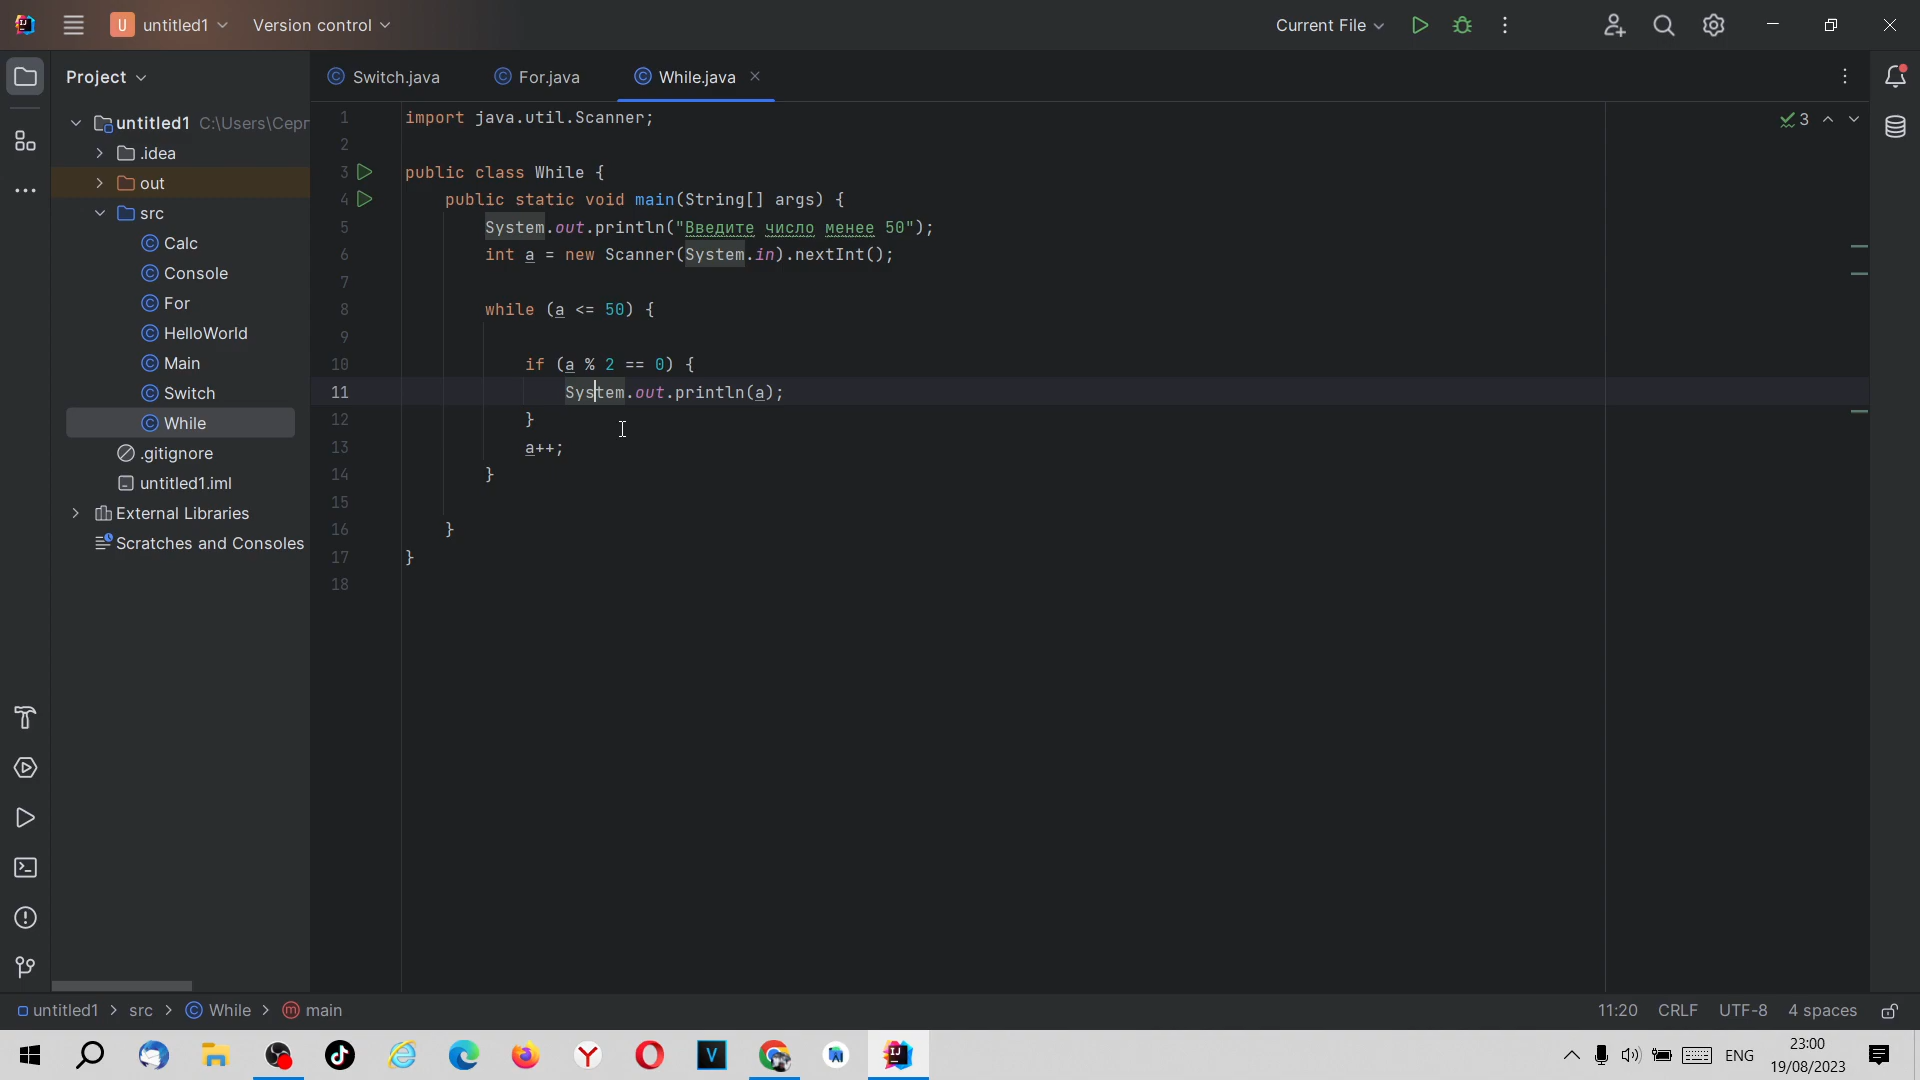 U untitled1 Version control Current File
Project Switch.java For.java While.java
untitled1 C:\Users\Серг
.idea
out
src
Calc
Console
For
HelloWorld
Main
Switch
While
.gitignore
untitled1.iml
External Libraries
Scratches and Consoles
1 import java.util.Scanner;
2
3 public class While {
4 public static void main(String[] args) {
5 System.out.println("Введите число менее 50");
6 int a = new Scanner(System.in).nextInt();
7
8 while (a <= 50) {
9
10 if (a % 2 == 0) {
11 System.out.println(a);
12 }
13 a++;
14 }
15
16 }
17 }
18
3
untitled1 > src > While > main 11:20 CRLF UTF-8 4 spaces
ENG 23:00
19/08/2023